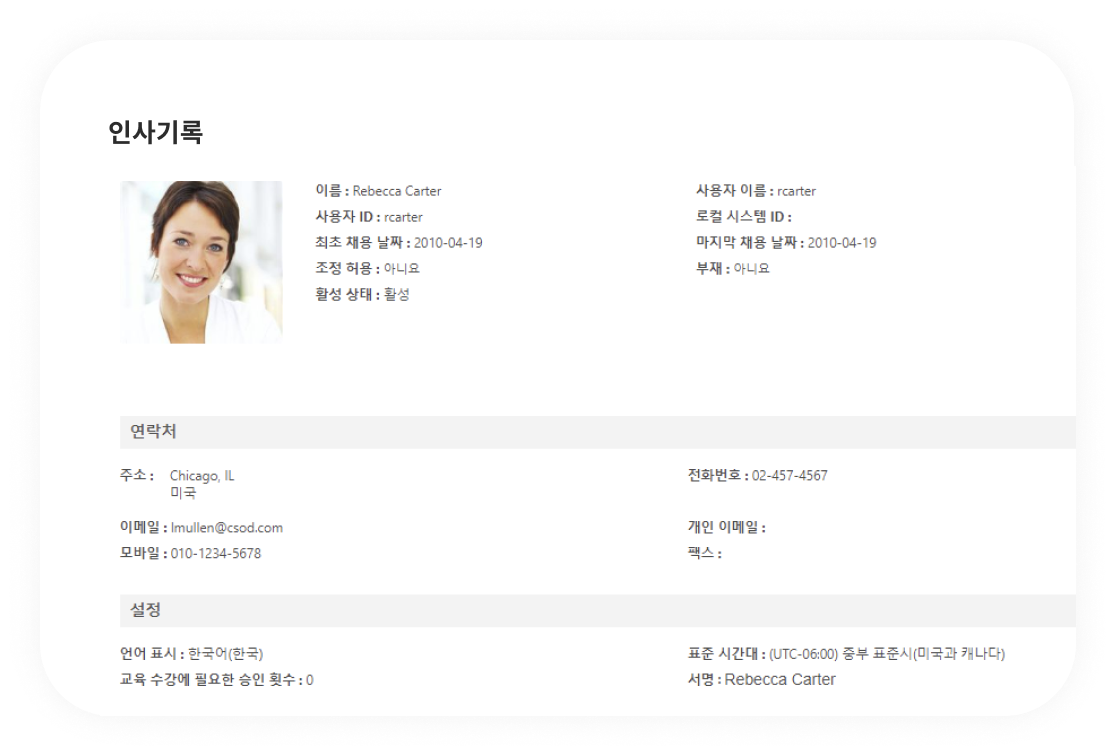 인사기록
이름 : Rebecca Carter
사용자 이름 : rcarter
사용자 ID : rcarter
로컬 시스템 ID :
최초 채용 날짜 : 2010-04-19
마지막 채용 날짜 : 2010-04-19
조정 허용 : 아니요
부재 : 아니요
활성 상태 : 활성
연락처
주소 : Chicago, IL
미국
전화번호 : 02-457-4567
이메일 : lmullen@csod.com
개인 이메일 :
모바일 : 010-1234-5678
팩스 :
설정
언어 표시 : 한국어(한국)
표준 시간대 : (UTC-06:00) 중부 표준시(미국과 캐나다)
교육 수강에 필요한 승인 횟수 : 0
서명 : Rebecca Carter